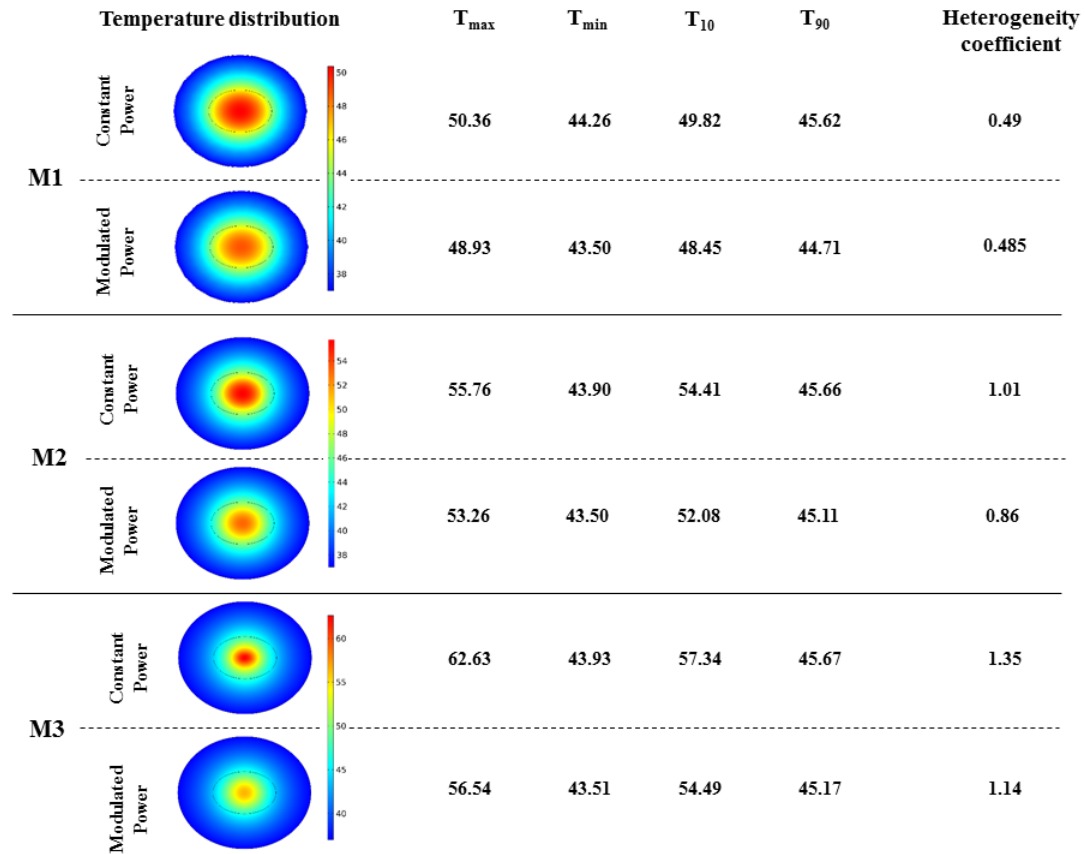 Temperature distribution T_max T_min T_10 T_90 Heterogeneity
coefficient
M1
Constant
Power
50.36 44.26 49.82 45.62 0.49
Modulated
Power
48.93 43.50 48.45 44.71 0.485
50
48
46
44
42
40
38
M2
Constant
Power
55.76 43.90 54.41 45.66 1.01
Modulated
Power
53.26 43.50 52.08 45.11 0.86
54
52
50
48
46
44
42
40
38
M3
Constant
Power
62.63 43.93 57.34 45.67 1.35
Modulated
Power
56.54 43.51 54.49 45.17 1.14
60
55
50
45
40